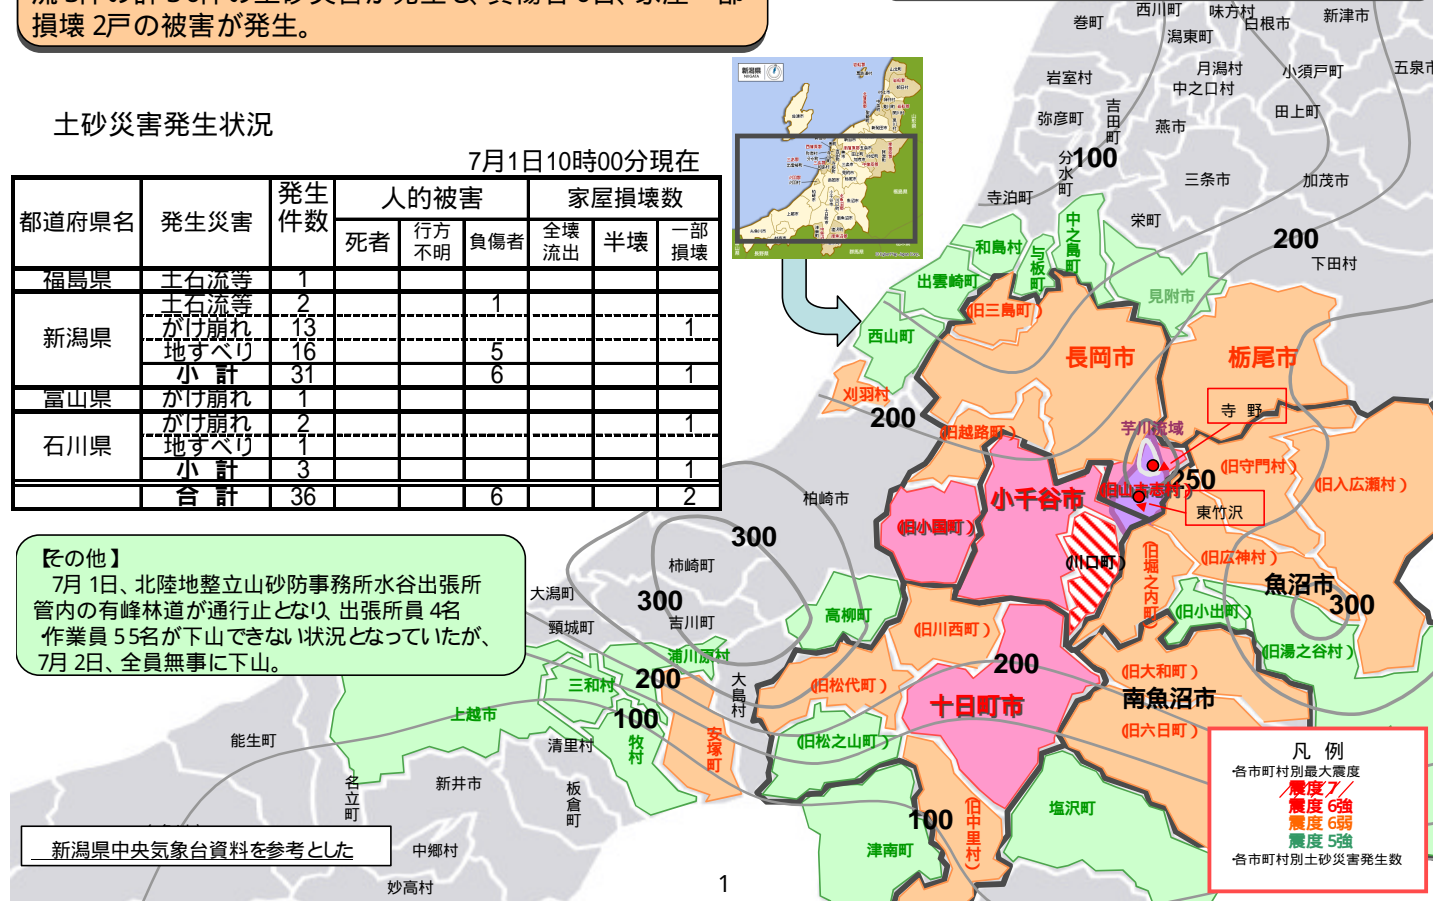 損壊 2戸の被害が発生。
土砂災害発生状況
7月1日10時00分現在
都道府県名 発生災害 発生件数 人的被害 家屋損壊数
死者 行方不明 負傷者 全壊流出 半壊 一部損壊
福島県 土石流等 1
新潟県 土石流等 2 1
がけ崩れ 13 1
地すべり 16 5
小 計 31 6 1
富山県 がけ崩れ 1
石川県 がけ崩れ 2 1
地すべり 1
小 計 3 1
合 計 36 6 2
【その他】
7月 1日、北陸地整立山砂防事務所水谷出張所
管内の有峰林道が通行止となり、出張所員 4名
・作業員 55名が下山できない状況となっていたが、
7月 2日、全員無事に下山。
新潟県中央気象台資料を参考とした
1
新潟県
NIIGATA
巻町
西川町
味方村
白根市
新津市
潟東町
岩室村
月潟村
中之口村
小須戸町
五泉市
弥彦町
吉田町
燕市
田上町
分水町
100
三条市
加茂市
寺泊町
栄町
200
下田村
中之島町
和島村
与板町
出雲崎町
見附市
(旧三島町)
西山町
長岡市
栃尾市
刈羽村
200
(旧越路町)
芋川流域
寺 野
250
(旧守門村)
(旧入広瀬村)
(旧山古志村)
東竹沢
小千谷市
柏崎市
(旧小国町)
(川口町)
(旧堀之内町)
(旧広神村)
魚沼市
300
300
柿崎町
300
大潟町
吉川町
頸城町
高柳町
(旧川西町)
(旧小出町)
(旧湯之谷村)
浦川原村
200
大島村
200
(旧大和町)
三和村
(旧松代町)
十日町市
南魚沼市
上越市
100
牧村
安塚町
(旧松之山町)
(旧六日町)
能生町
清里村
名立町
新井市
板倉町
塩沢町
100
(旧中里村)
津南町
中郷村
妙高村
凡 例
・各市町村別最大震度
震度 7
震度 6強
震度 6弱
震度 5強
・各市町村別土砂災害発生数